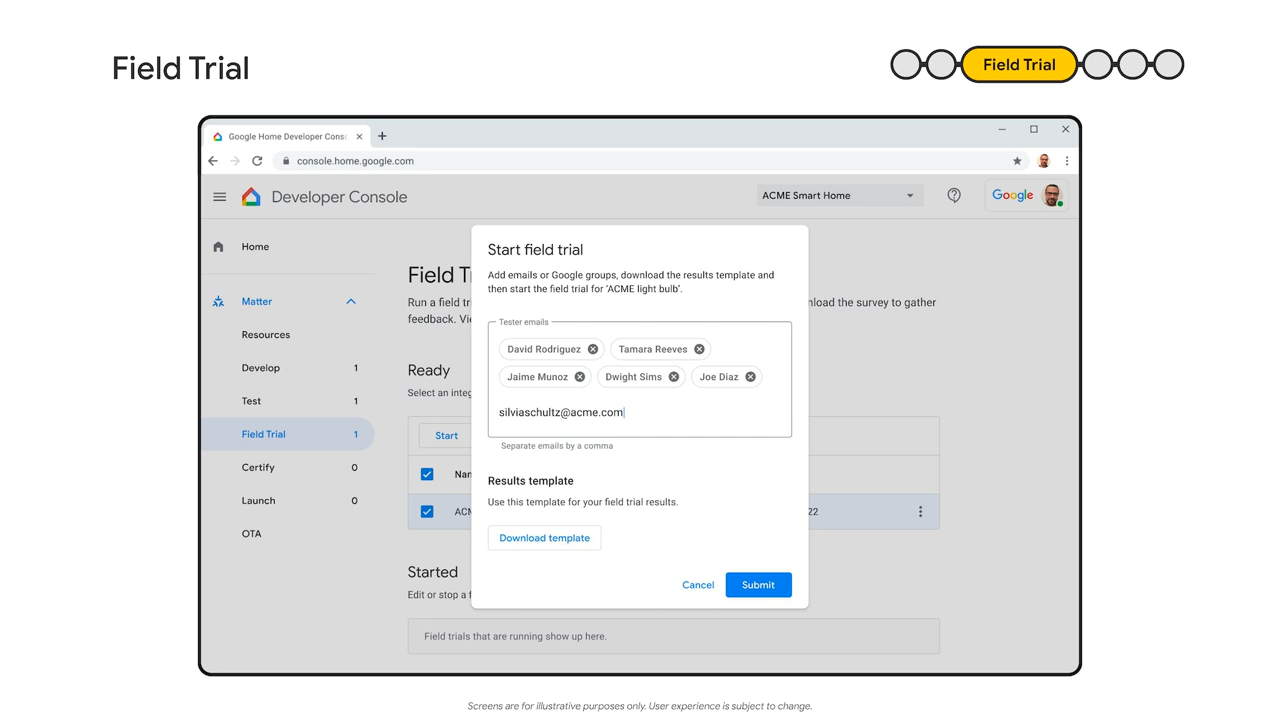 Field Trial
Field Trial
Google Home Developer Cons
console.home.google.com
Developer Console
ACME Smart Home
Google
Home
Matter
Resources
Develop 1
Test 1
Field Trial 1
Certify 0
Launch 0
OTA
Field T
Run a field tr
nload the survey to gather
feedback. Vie
Ready
Select an integ
Start
Nan
ACM
22
Started
Edit or stop a f
Field trials that are running show up here.
Start field trial
Add emails or Google groups, download the results template and
then start the field trial for ‘ACME light bulb’.
Tester emails
David Rodriguez Tamara Reeves
Jaime Munoz Dwight Sims Joe Diaz
silviaschultz@acme.com
Separate emails by a comma
Results template
Use this template for your field trial results.
Download template
Cancel Submit
Screens are for illustrative purposes only. User experience is subject to change.